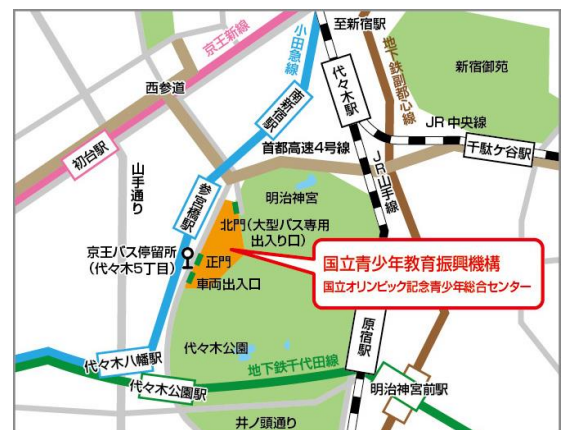 至新宿駅
京王新線
小田急線
地下鉄副都心線
新宿御苑
西参道
南新宿駅
代々木駅
JR中央線
千駄ケ谷駅
初台駅
首都高速4号線
山手通り
JR山手線
参宮橋駅
明治神宮
北門(大型バス専用
出入り口)
京王バス停留所
(代々木5丁目)
正門
車両出入口
国立青少年教育振興機構
国立オリンピック記念青少年総合センター
原宿駅
代々木公園
代々木八幡駅
地下鉄千代田線
代々木公園駅
明治神宮前駅
井ノ頭通り